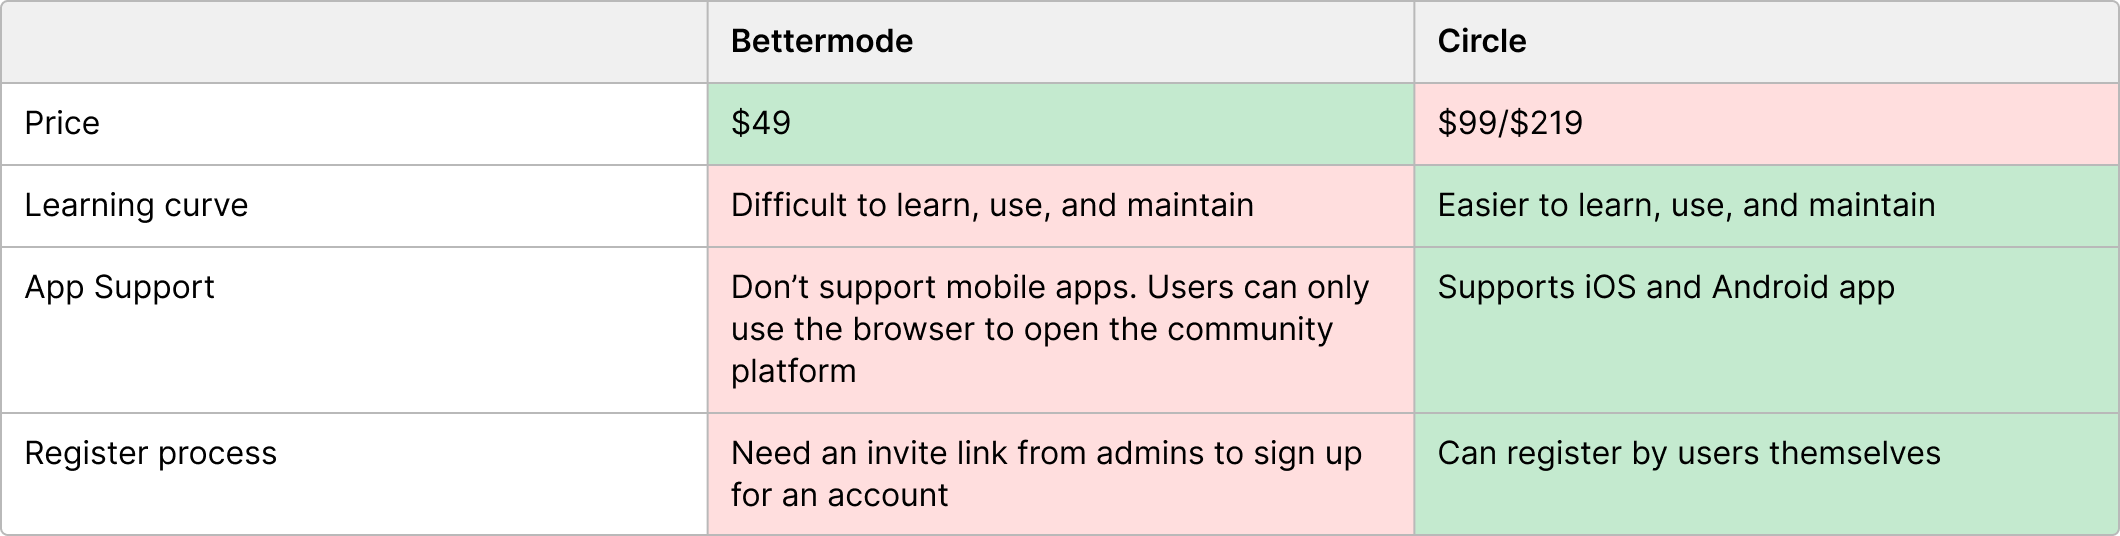 Bettermode
Circle
Price
$49
$99/$219
Learning curve
Difficult to learn, use, and maintain
Easier to learn, use, and maintain
App Support
Don’t support mobile apps. Users can only
use the browser to open the community
platform
Supports iOS and Android app
Register process
Need an invite link from admins to sign up
for an account
Can register by users themselves